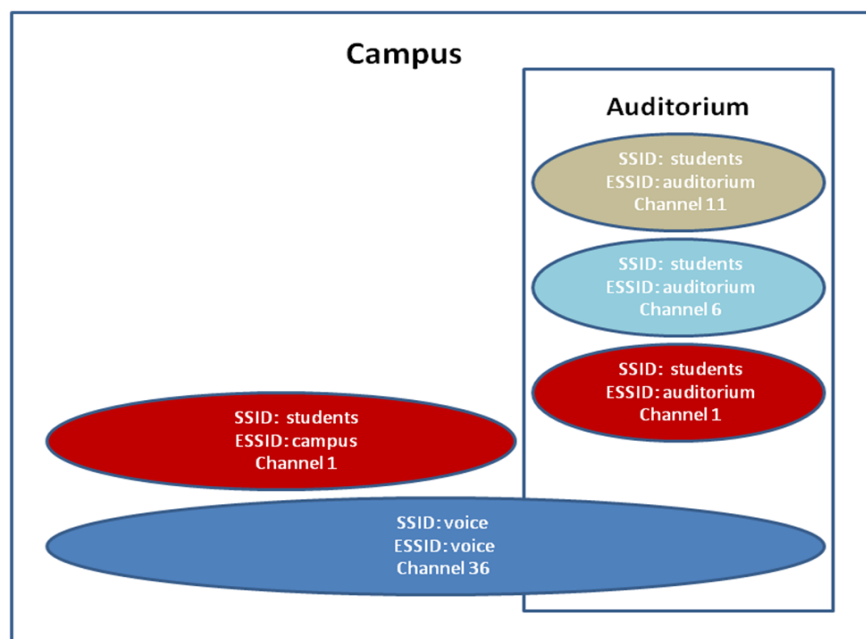 Campus
Auditorium
SSID: students
ESSID: auditorium
Channel 11
SSID: students
ESSID: auditorium
Channel 6
SSID: students
ESSID: auditorium
Channel 1
SSID: students
ESSID: campus
Channel 1
SSID: voice
ESSID: voice
Channel 36